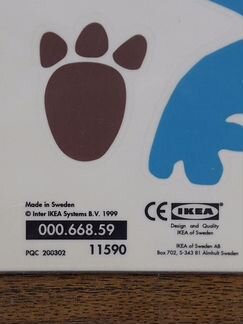 Made in Sweden
© Inter IKEA Systems B.V. 1999
000.668.59
PQC 200302
11590
CE IKEA
Design and Quality
IKEA of Sweden
IKEA of Sweden AB
Box 702, S-343 81 Älmhult Sweden